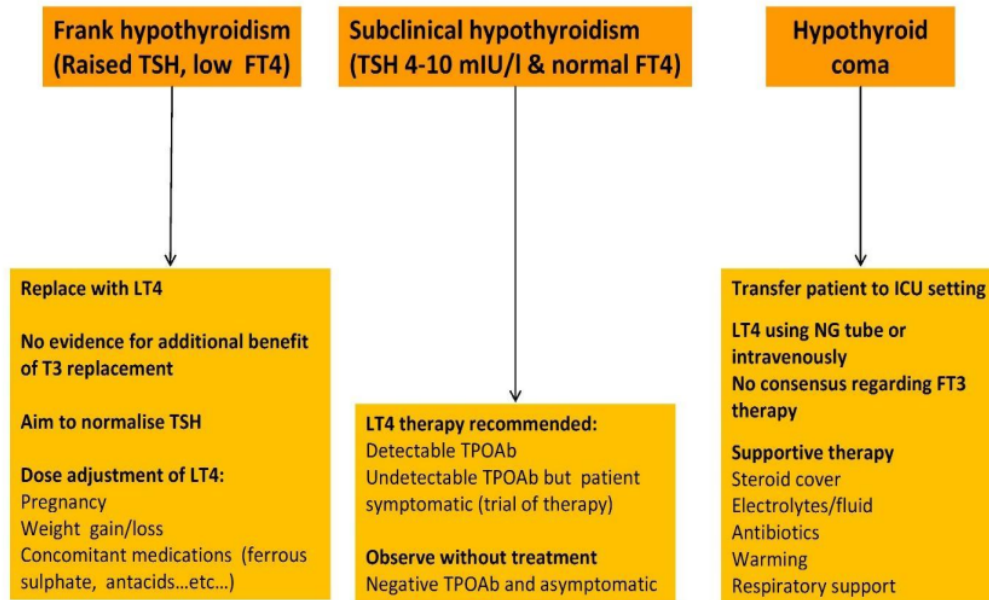 Frank hypothyroidism
(Raised TSH, low FT4)
Subclinical hypothyroidism
(TSH 4-10 mIU/l & normal FT4)
Hypothyroid
coma
Replace with LT4
No evidence for additional benefit
of T3 replacement
Aim to normalise TSH
Dose adjustment of LT4:
Pregnancy
Weight gain/loss
Concomitant medications (ferrous
sulphate, antacids...etc...)
LT4 therapy recommended:
Detectable TPOAb
Undetectable TPOAb but patient
symptomatic (trial of therapy)
Observe without treatment
Negative TPOAb and asymptomatic
Transfer patient to ICU setting
LT4 using NG tube or
intravenously
No consensus regarding FT3
therapy
Supportive therapy
Steroid cover
Electrolytes/fluid
Antibiotics
Warming
Respiratory support